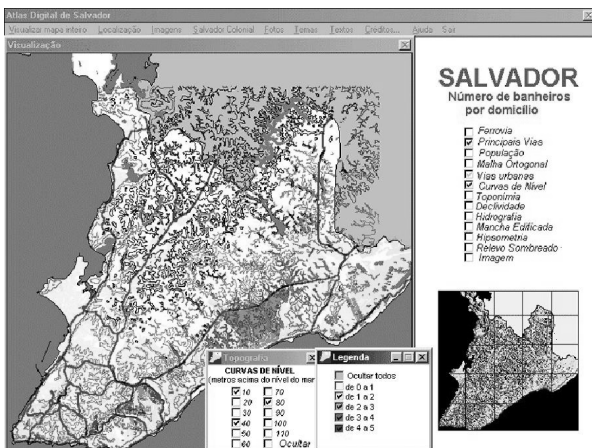 Atlas Digital de Salvador
Visualizar mapa inteiro Localização Imagens Salvador Colonial Fotos Temas Textos Créditos... Ajuda Sair
Visualização
SALVADOR
Número de banheiros
por domicílio
Ferrovia
Principais Vias
População
Malha Ortogonal
Vias urbanas
Curvas de Nível
Toponímia
Declividade
Hidrografia
Mancha Edificada
Hipsometria
Relevo Sombreado
Imagem
Topografia
CURVAS DE NÍVEL
(metros acima do nível do mar
10 70
20 80
30 90
40 100
50 110
60 Ocultar
Legenda
Ocultar todos
de 0 a 1
de 1 a 2
de 2 a 3
de 3 a 4
de 4 a 5